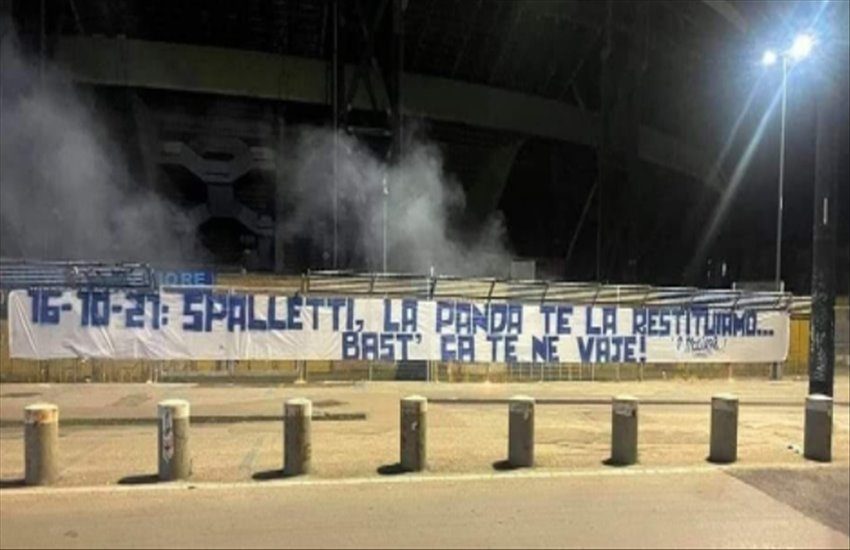 16-10-21: SPALLETTI, LA PANDA TE LA RESTITUIAMO...
BAST' CA TE NE VAJE!